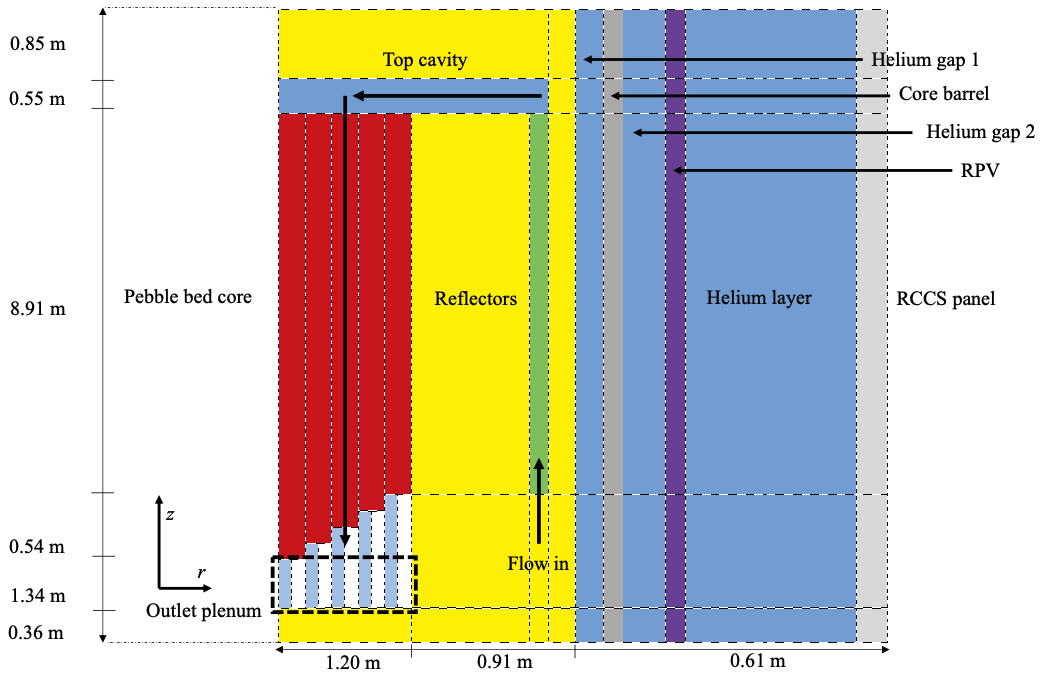 0.85 m
Top cavity
Helium gap 1
0.55 m
Core barrel
Helium gap 2
RPV
8.91 m
Pebble bed core
Reflectors
Helium layer
RCCS panel
z
0.54 m
r
Flow in
1.34 m
Outlet plenum
0.36 m
1.20 m
0.91 m
0.61 m